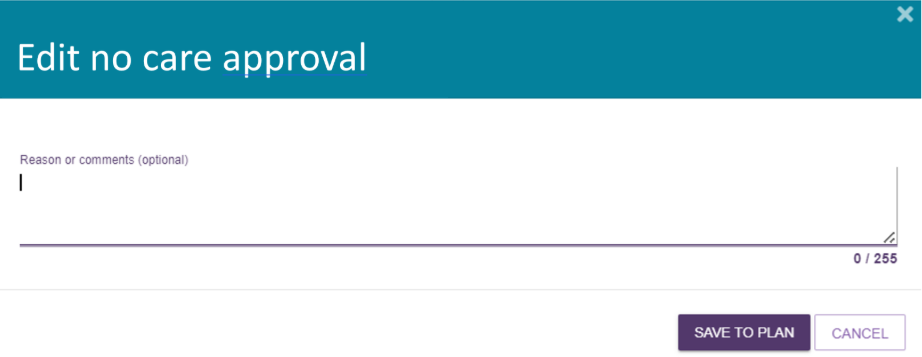 Edit no care approval
Reason or comments (optional)
0 / 255
SAVE TO PLAN
CANCEL